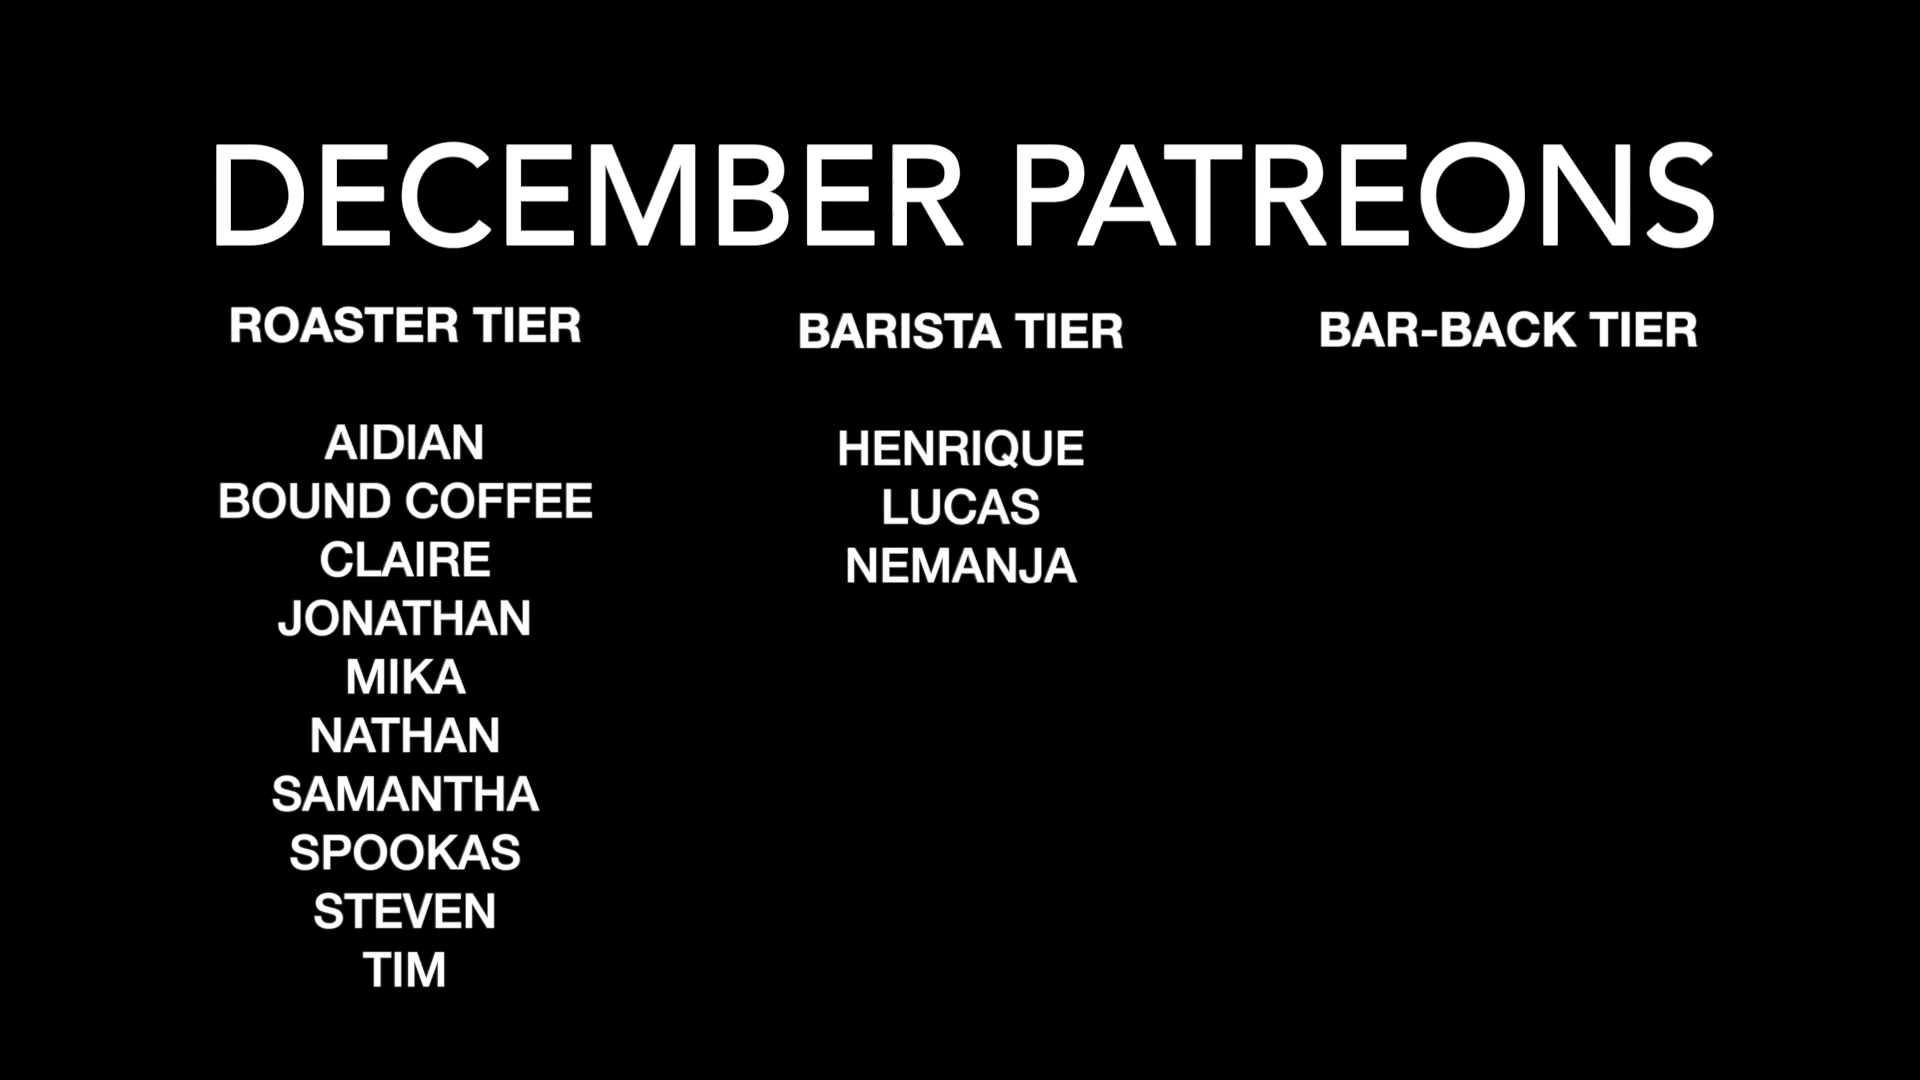 DECEMBER PATREONS
ROASTER TIER
AIDIAN
BOUND COFFEE
CLAIRE
JONATHAN
MIKA
NATHAN
SAMANTHA
SPOOKAS
STEVEN
TIM
BARISTA TIER
HENRIQUE
LUCAS
NEMANJA
BAR-BACK TIER